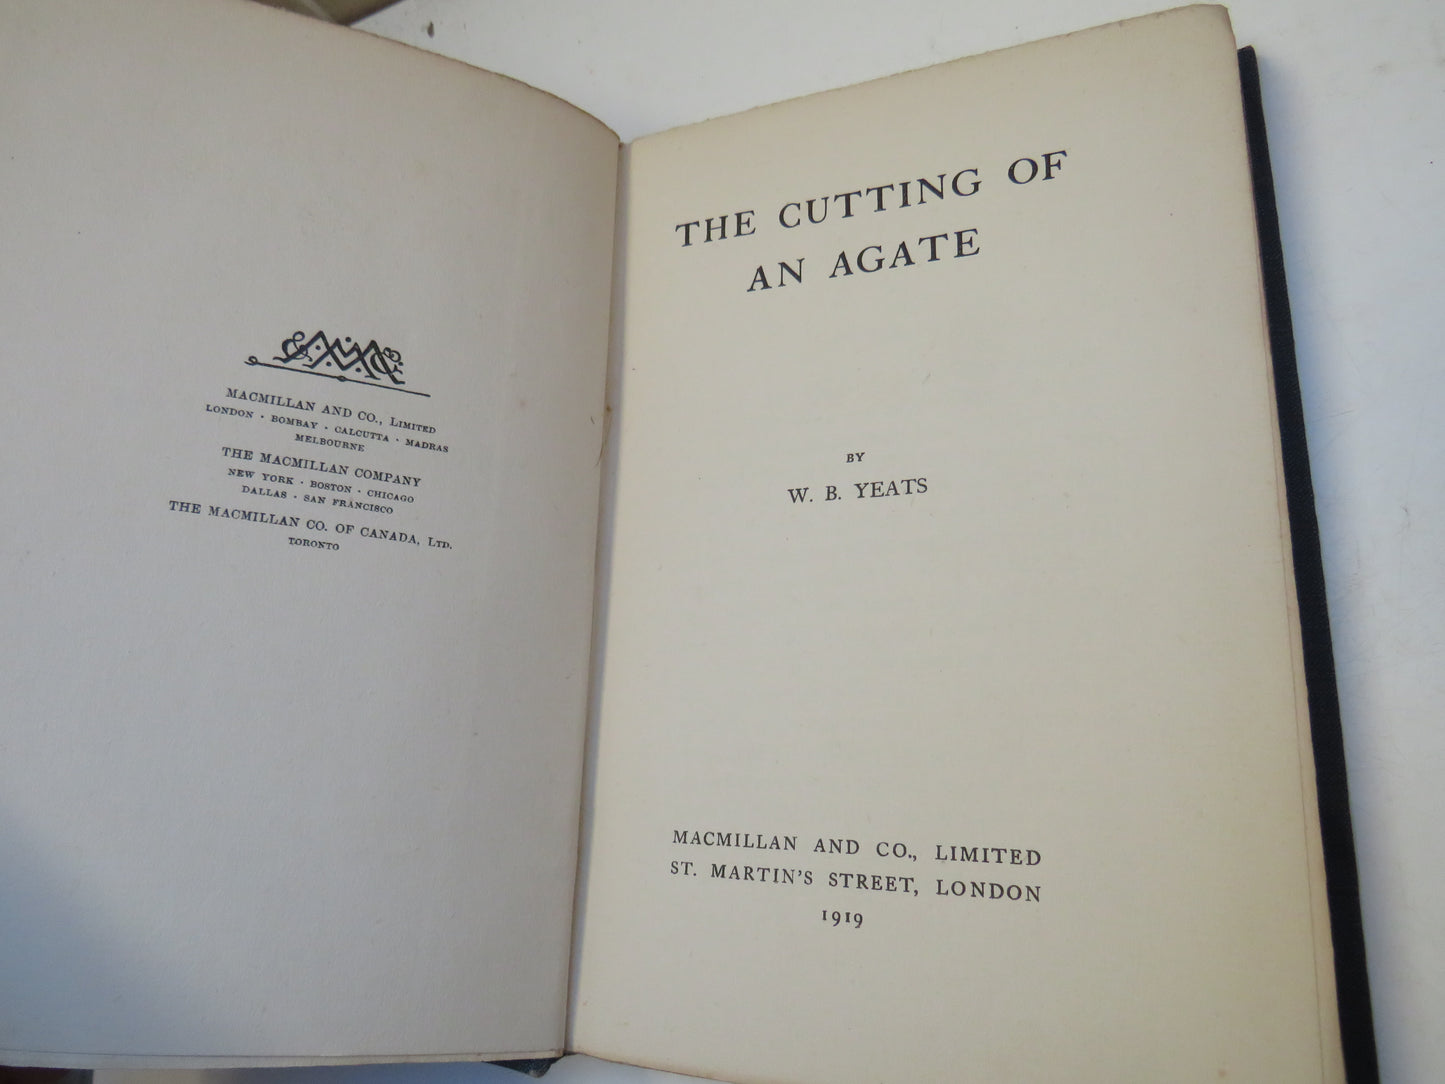 MACMILLAN AND CO., LIMITED
LONDON · BOMBAY · CALCUTTA · MADRAS
MELBOURNE
THE MACMILLAN COMPANY
NEW YORK · BOSTON · CHICAGO
DALLAS · SAN FRANCISCO
THE MACMILLAN CO. OF CANADA, LTD.
TORONTO
THE CUTTING OF
AN AGATE
BY
W. B. YEATS
MACMILLAN AND CO., LIMITED
ST. MARTIN'S STREET, LONDON
1919